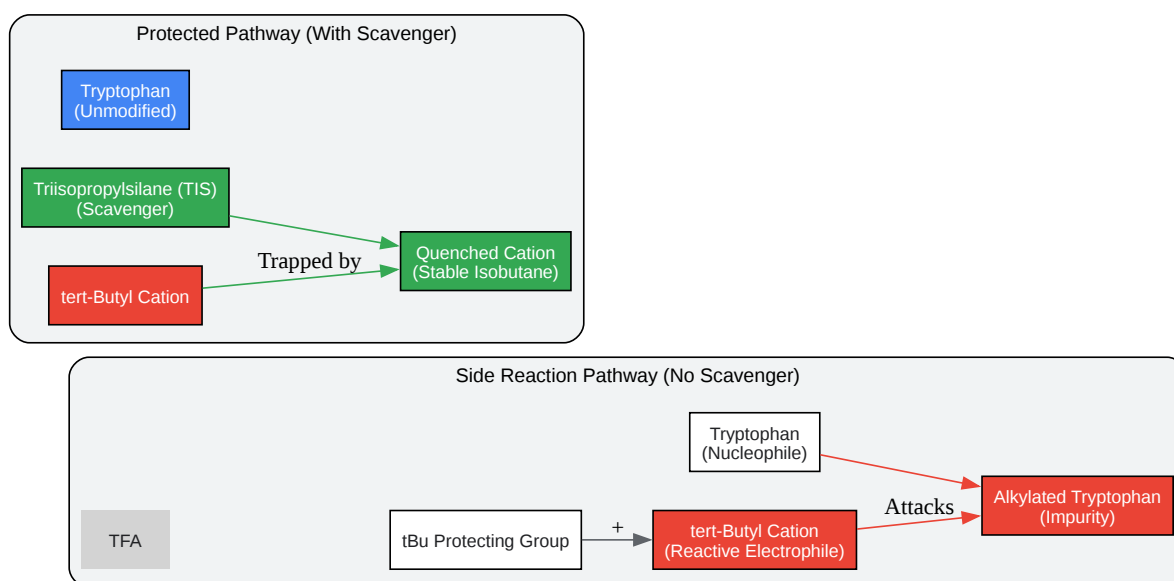 Protected Pathway (With Scavenger)
Tryptophan
(Unmodified)
Triisopropylsilane (TIS)
(Scavenger)
Quenched Cation
(Stable Isobutane)
Trapped by
tert-Butyl Cation
Side Reaction Pathway (No Scavenger)
Tryptophan
(Nucleophile)
Alkylated Tryptophan
(Impurity)
Attacks
TFA
tBu Protecting Group
+
tert-Butyl Cation
(Reactive Electrophile)